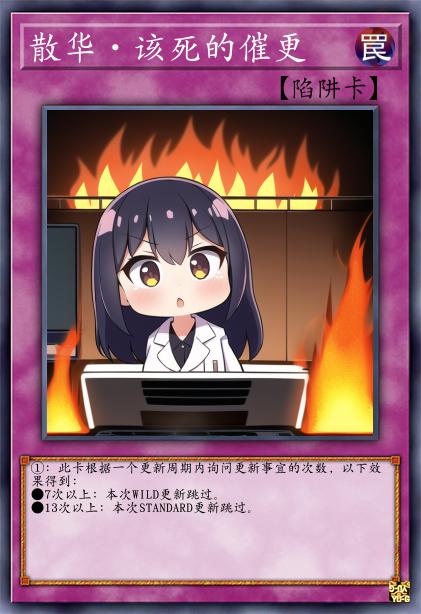 散华·该死的催更
罠
【陷阱卡】
①：此卡根据一个更新周期内询问更新事宜的次数，以下效
果得到：
●7次以上：本次WILD更新跳过。
●13次以上：本次STANDARD更新跳过。